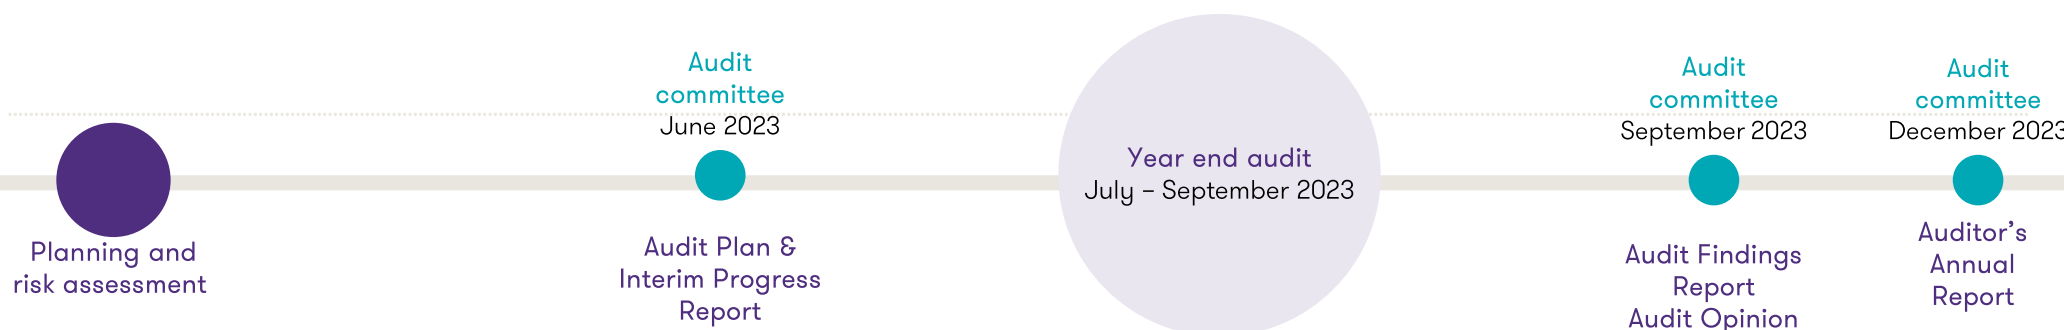 Planning and
risk assessment
Audit
committee
June 2023
Audit Plan &
Interim Progress
Report
Year end audit
July – September 2023
Audit
committee
September 2023
Audit Findings
Report
Audit Opinion
Audit
committee
December 2023
Auditor’s
Annual
Report